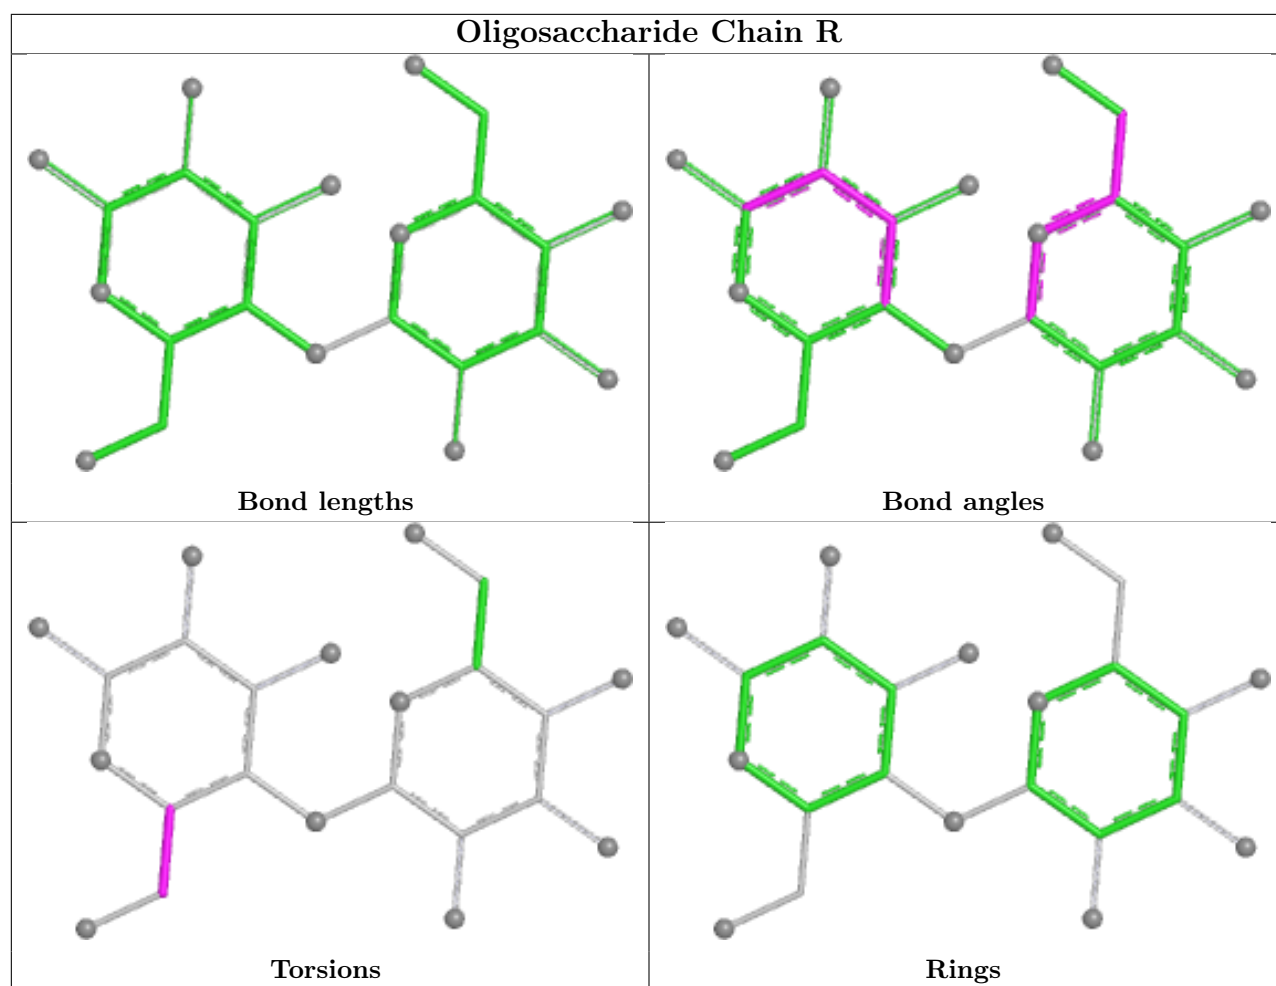 Oligosaccharide Chain R
Bond lengths
Bond angles
Torsions
Rings